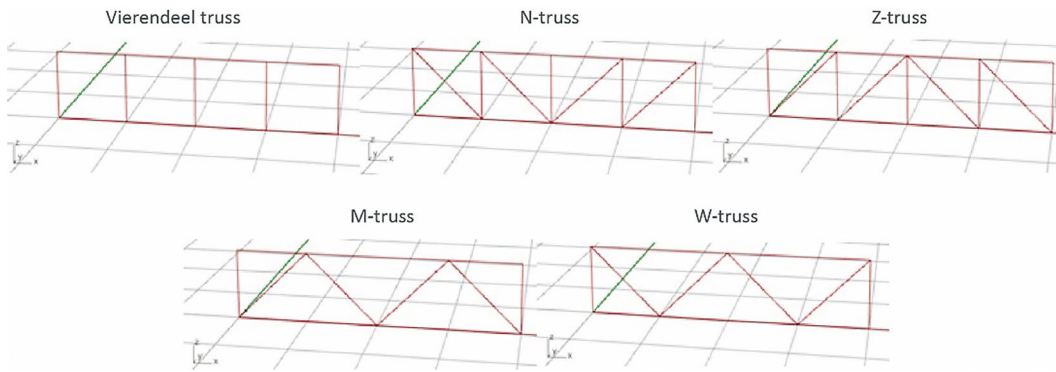 Vierendeel truss
N-truss
Z-truss
z
y x
z
y x
z
y x
M-truss
W-truss
z
y x
z
y x